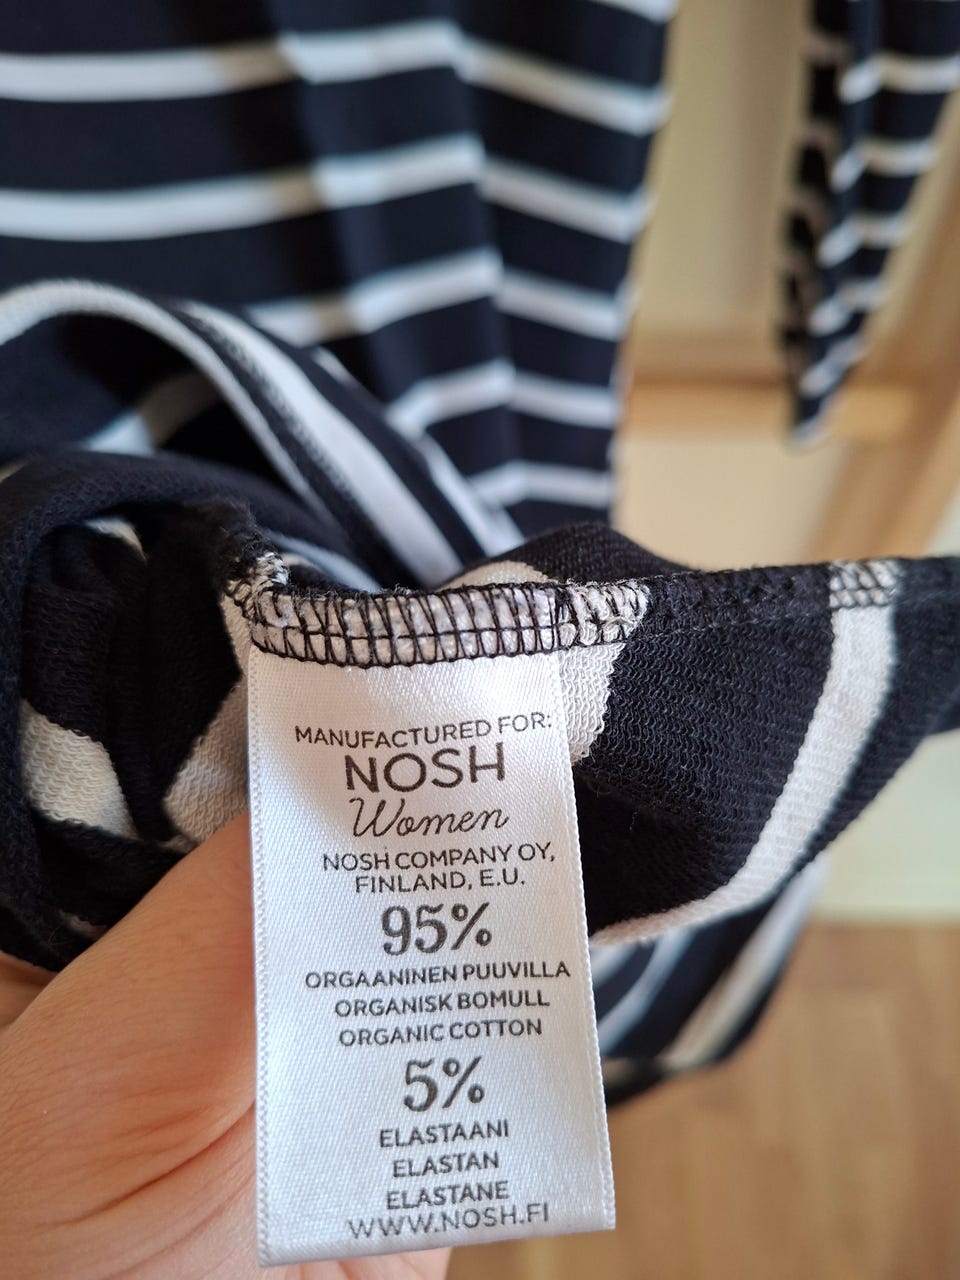 MANUFACTURED FOR:
NOSH
Women
NOSH COMPANY OY,
FINLAND, E.U.
95%
ORGAANINEN PUUVILLA
ORGANISK BOMULL
ORGANIC COTTON
5%
ELASTAANI
ELASTAN
ELASTANE
WWW.NOSH.FI